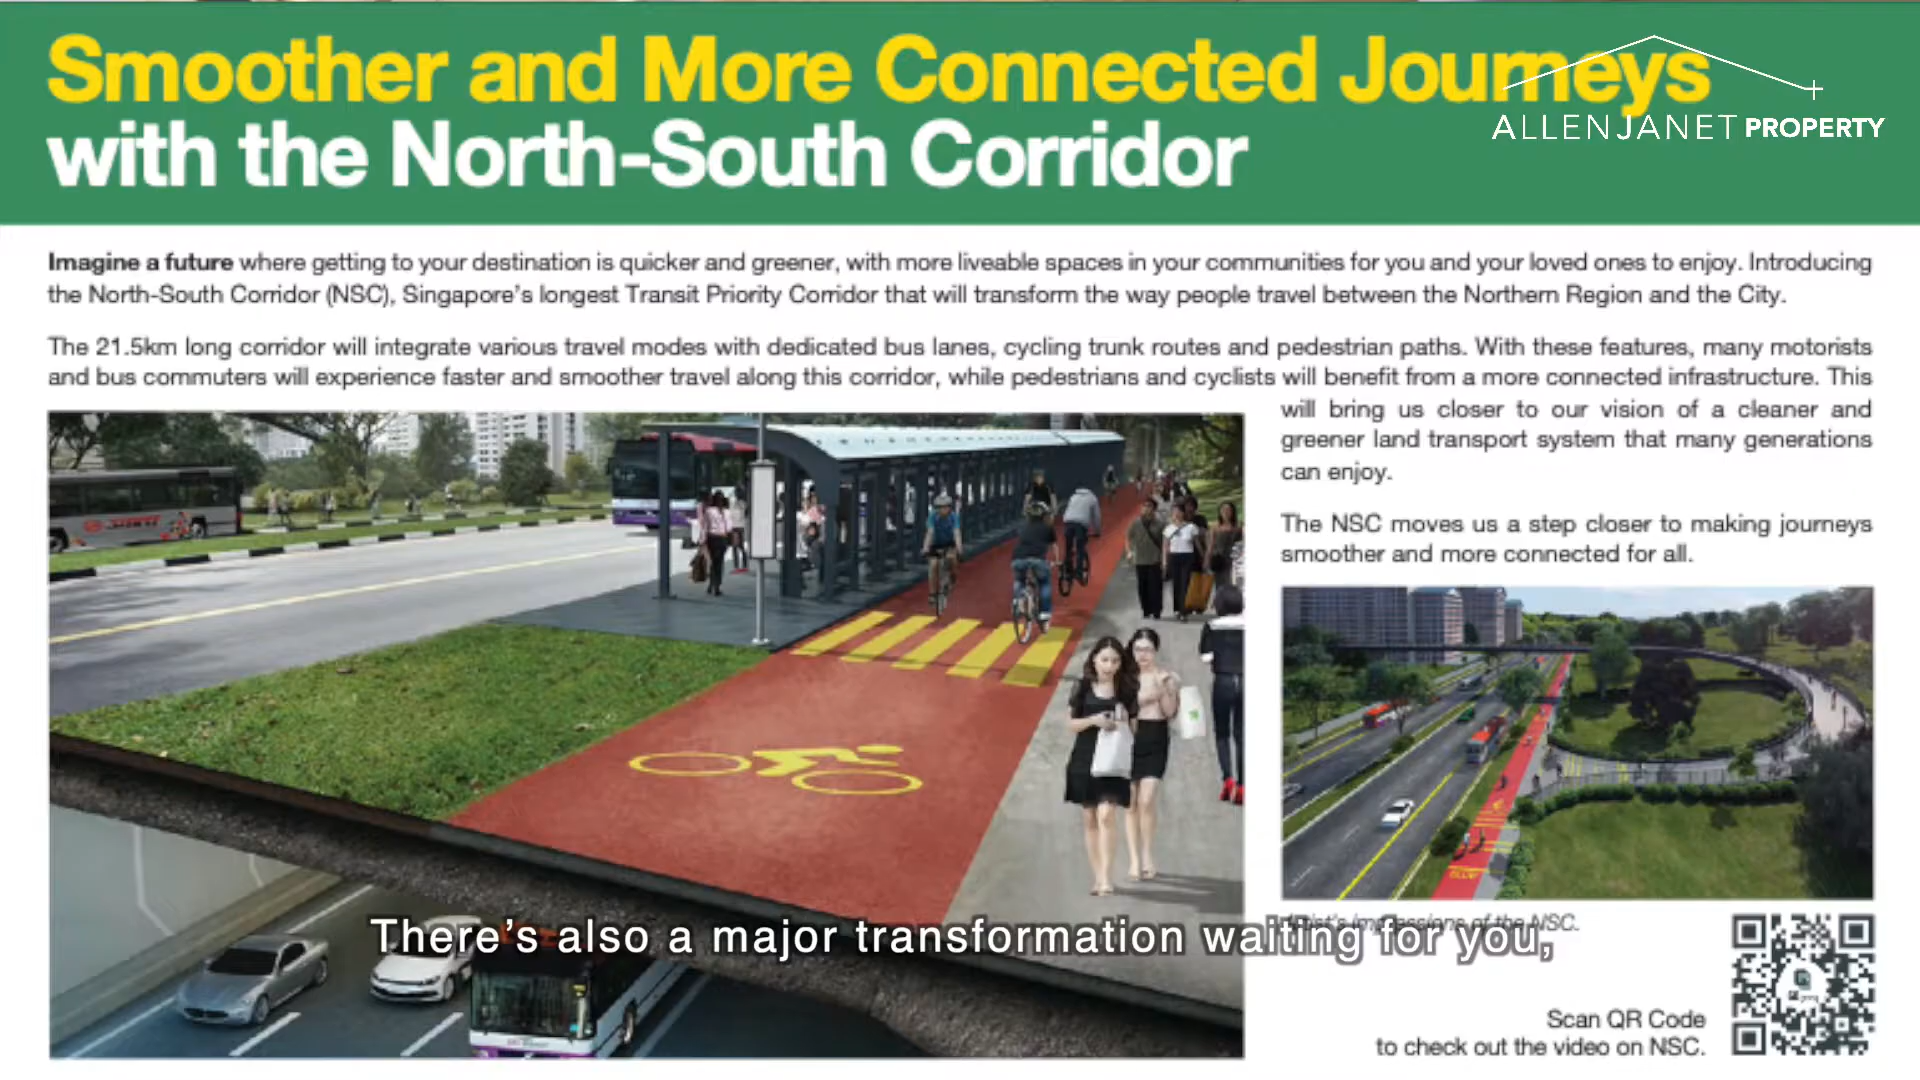 Smoother and More Connected Journeys
with the North-South Corridor
ALLENJANET PROPERTY
Imagine a future where getting to your destination is quicker and greener, with more liveable spaces in your communities for you and your loved ones to enjoy. Introducing
the North-South Corridor (NSC), Singapore's longest Transit Priority Corridor that will transform the way people travel between the Northern Region and the City.
The 21.5km long corridor will integrate various travel modes with dedicated bus lanes, cycling trunk routes and pedestrian paths. With these features, many motorists
and bus commuters will experience faster and smoother travel along this corridor, while pedestrians and cyclists will benefit from a more connected infrastructure. This
will bring us closer to our vision of a cleaner and
greener land transport system that many generations
can enjoy.
The NSC moves us a step closer to making journeys
smoother and more connected for all.
Artist's impressions of the NSC.
There's also a major transformation waiting for you,
Scan QR Code
to check out the video on NSC.